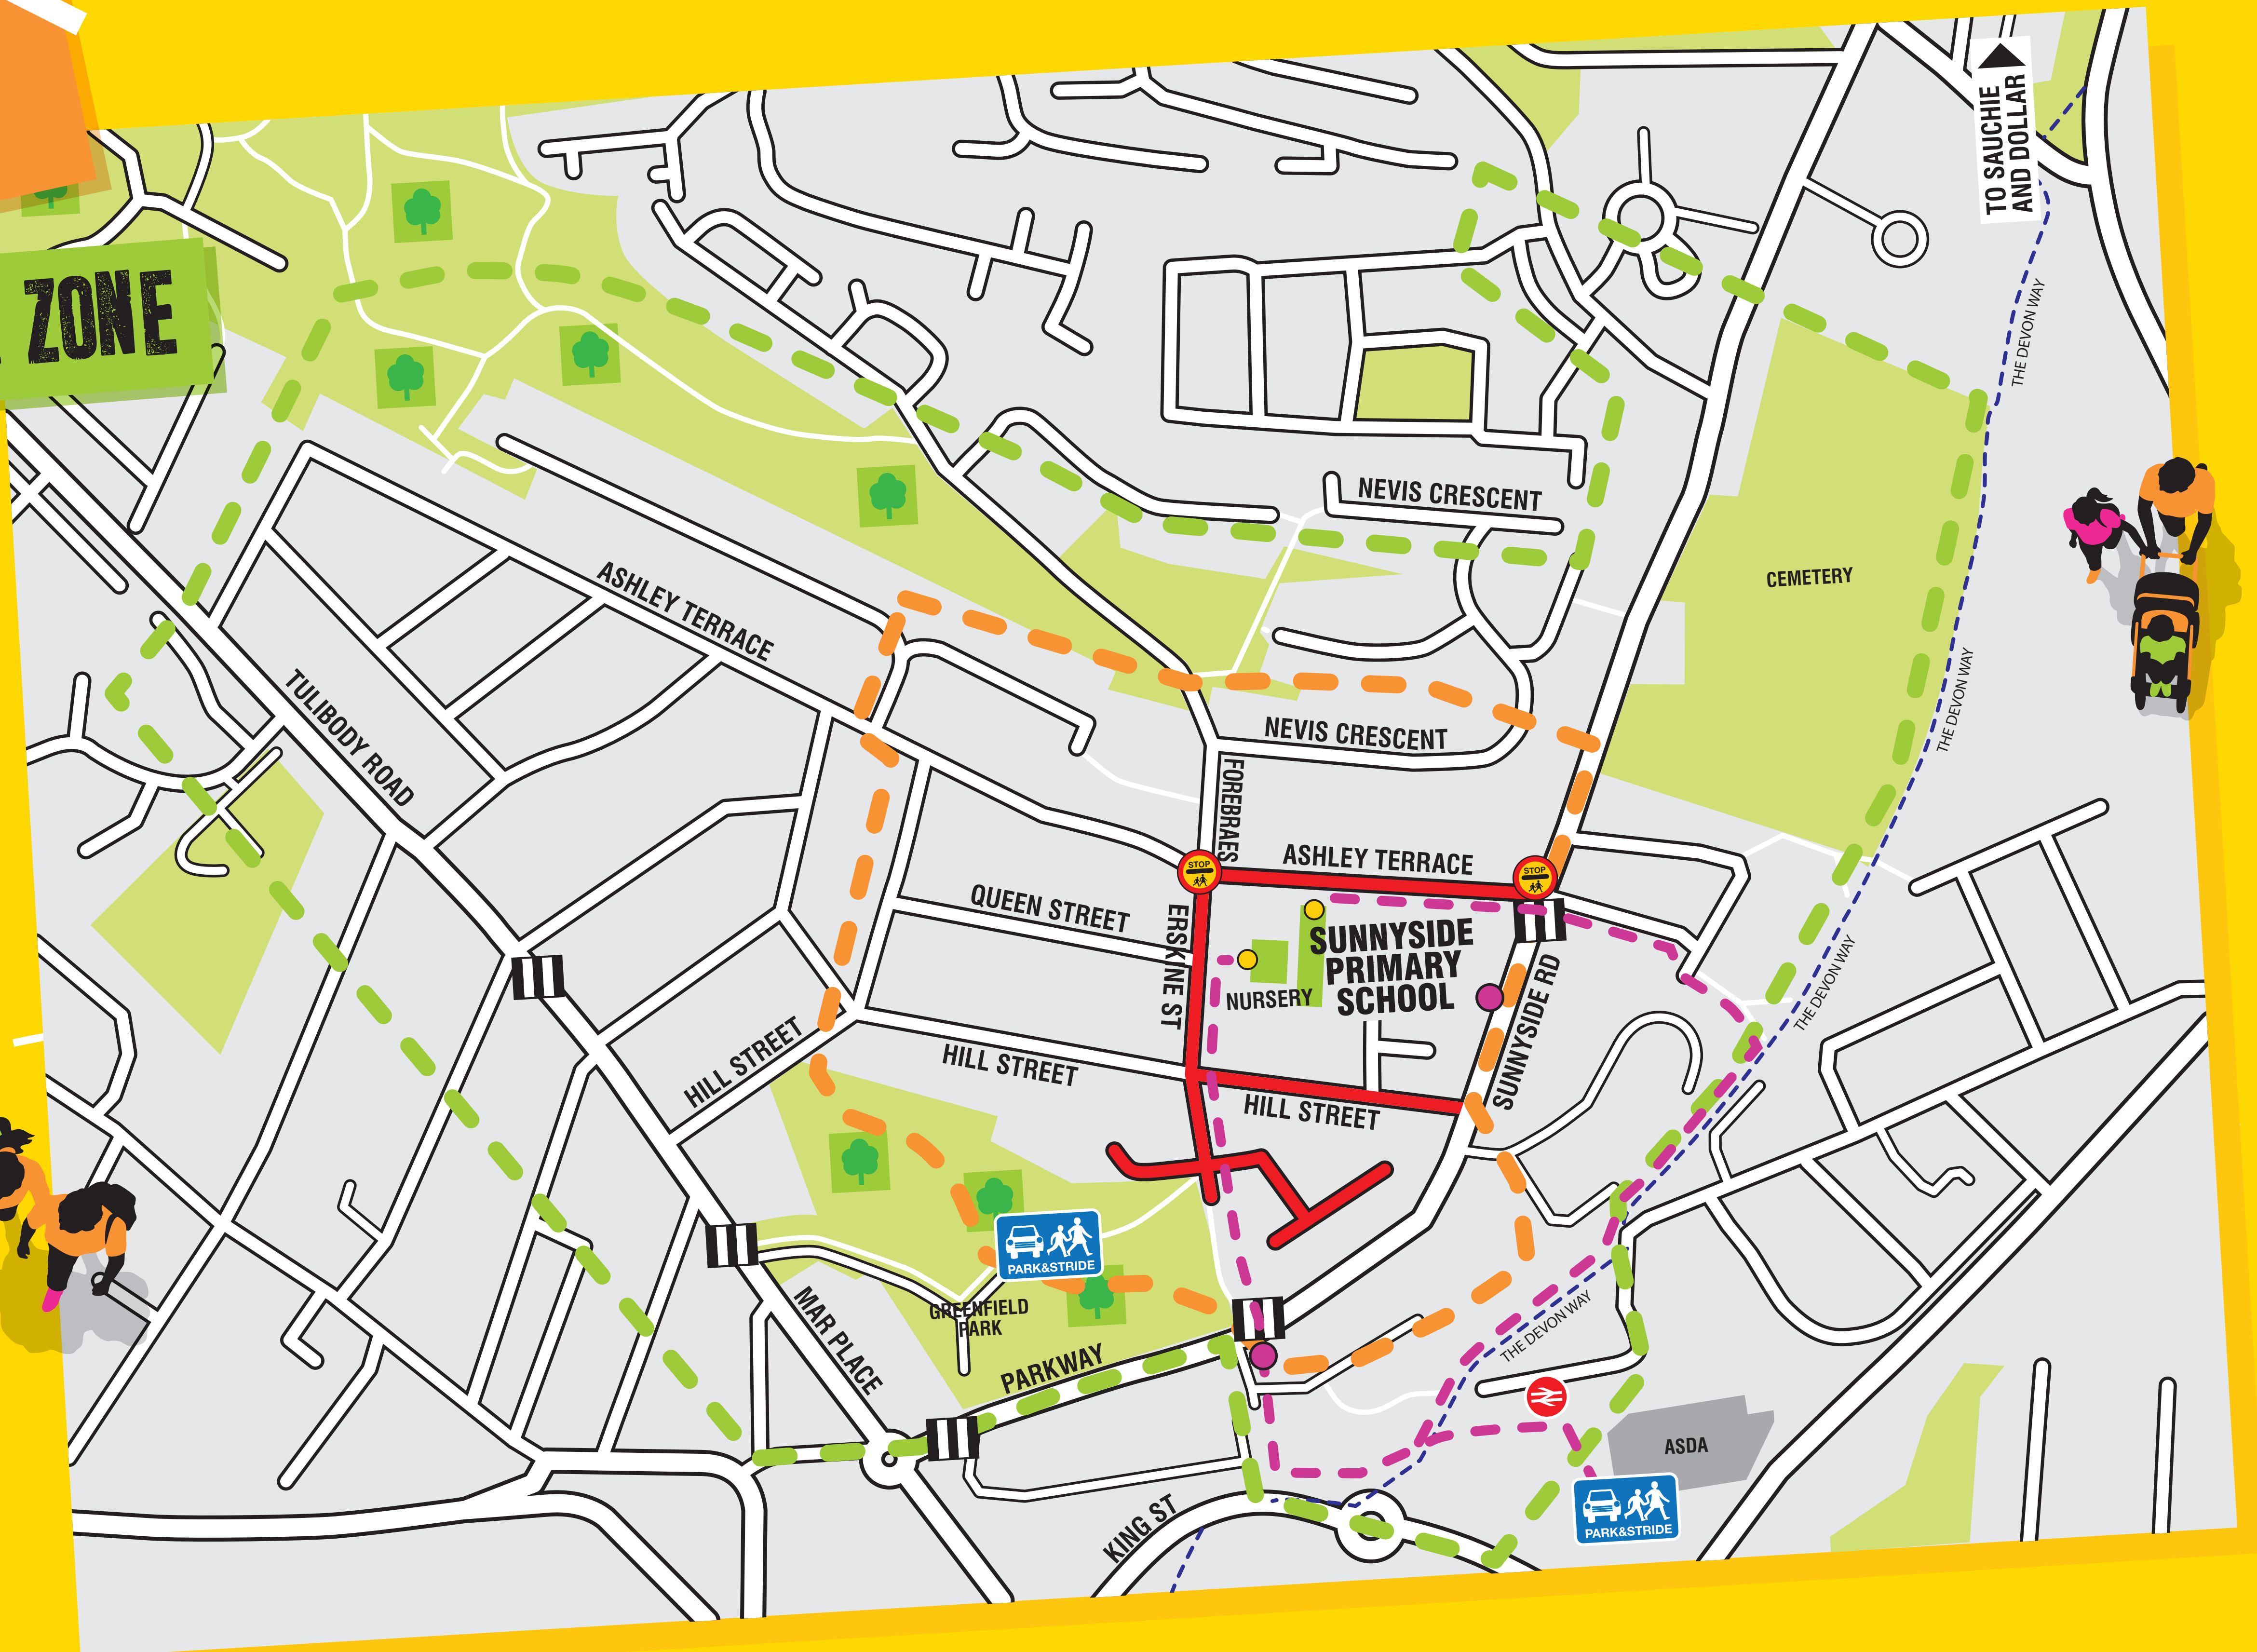 TO SAUCHIE
AND DOLLAR
ZONE
THE DEVON WAY
NEVIS CRESCENT
CEMETERY
ASHLEY TERRACE
THE DEVON WAY
TULIBODY ROAD
NEVIS CRESCENT
FOREBRAES
STOP
ASHLEY TERRACE
STOP
QUEEN STREET
ERSKINE ST
SUNNYSIDE
PRIMARY
SCHOOL
NURSERY
THE DEVON WAY
SUNNYSIDE RD
HILL STREET
HILL STREET
HILL STREET
PARK&STRIDE
GREENFIELD
PARK
MAR PLACE
PARKWAY
THE DEVON WAY
ASDA
KING ST
PARK&STRIDE